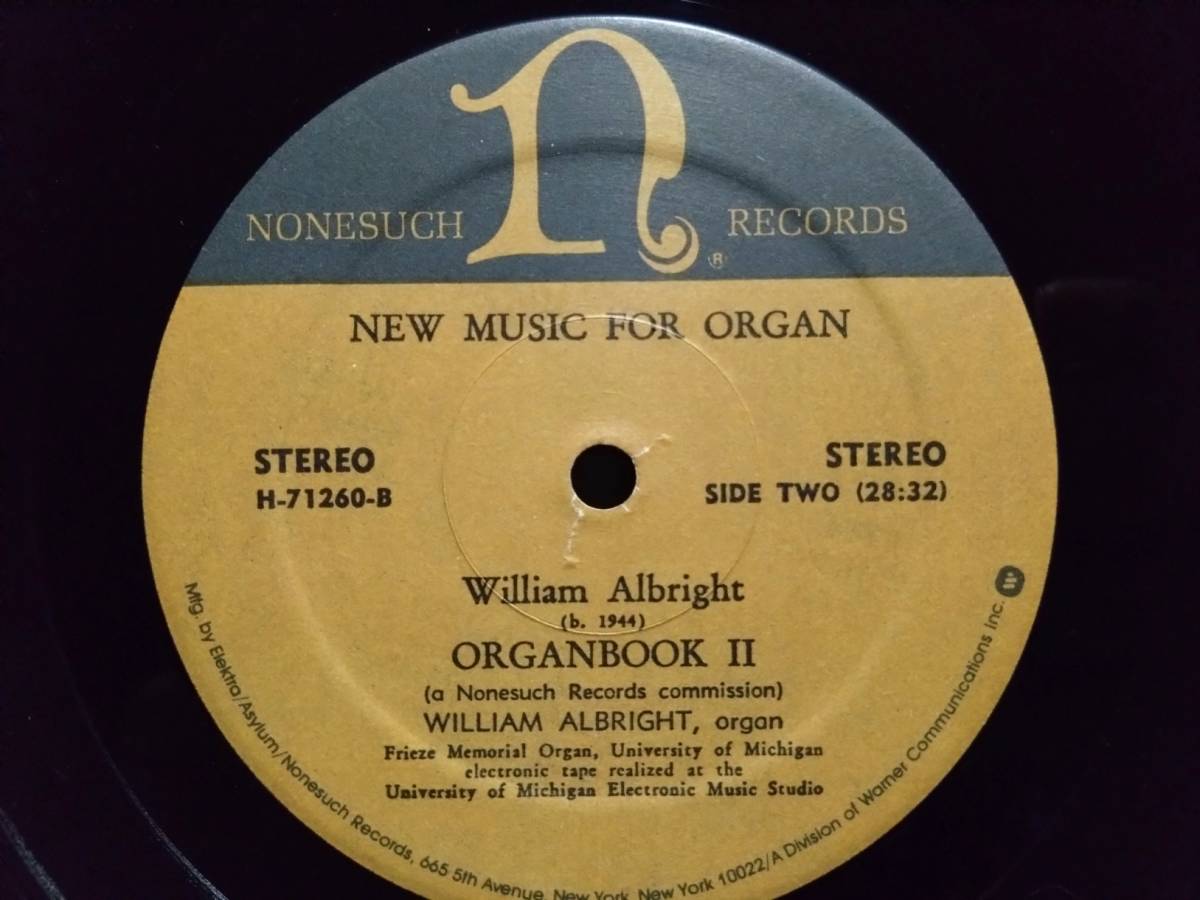 n
NONESUCH RECORDS
®
NEW MUSIC FOR ORGAN
STEREO
H-71260-B
STEREO
SIDE TWO (28:32)
William Albright
(b. 1944)
ORGANBOOK II
(a Nonesuch Records commission)
WILLIAM ALBRIGHT, organ
Frieze Memorial Organ, University of Michigan
electronic tape realized at the
University of Michigan Electronic Music Studio
Mfg. by Elektra/Asylum/Nonesuch Records, 665 5th Avenue, New York, New York 10022/A Division of Warner Communications Inc.